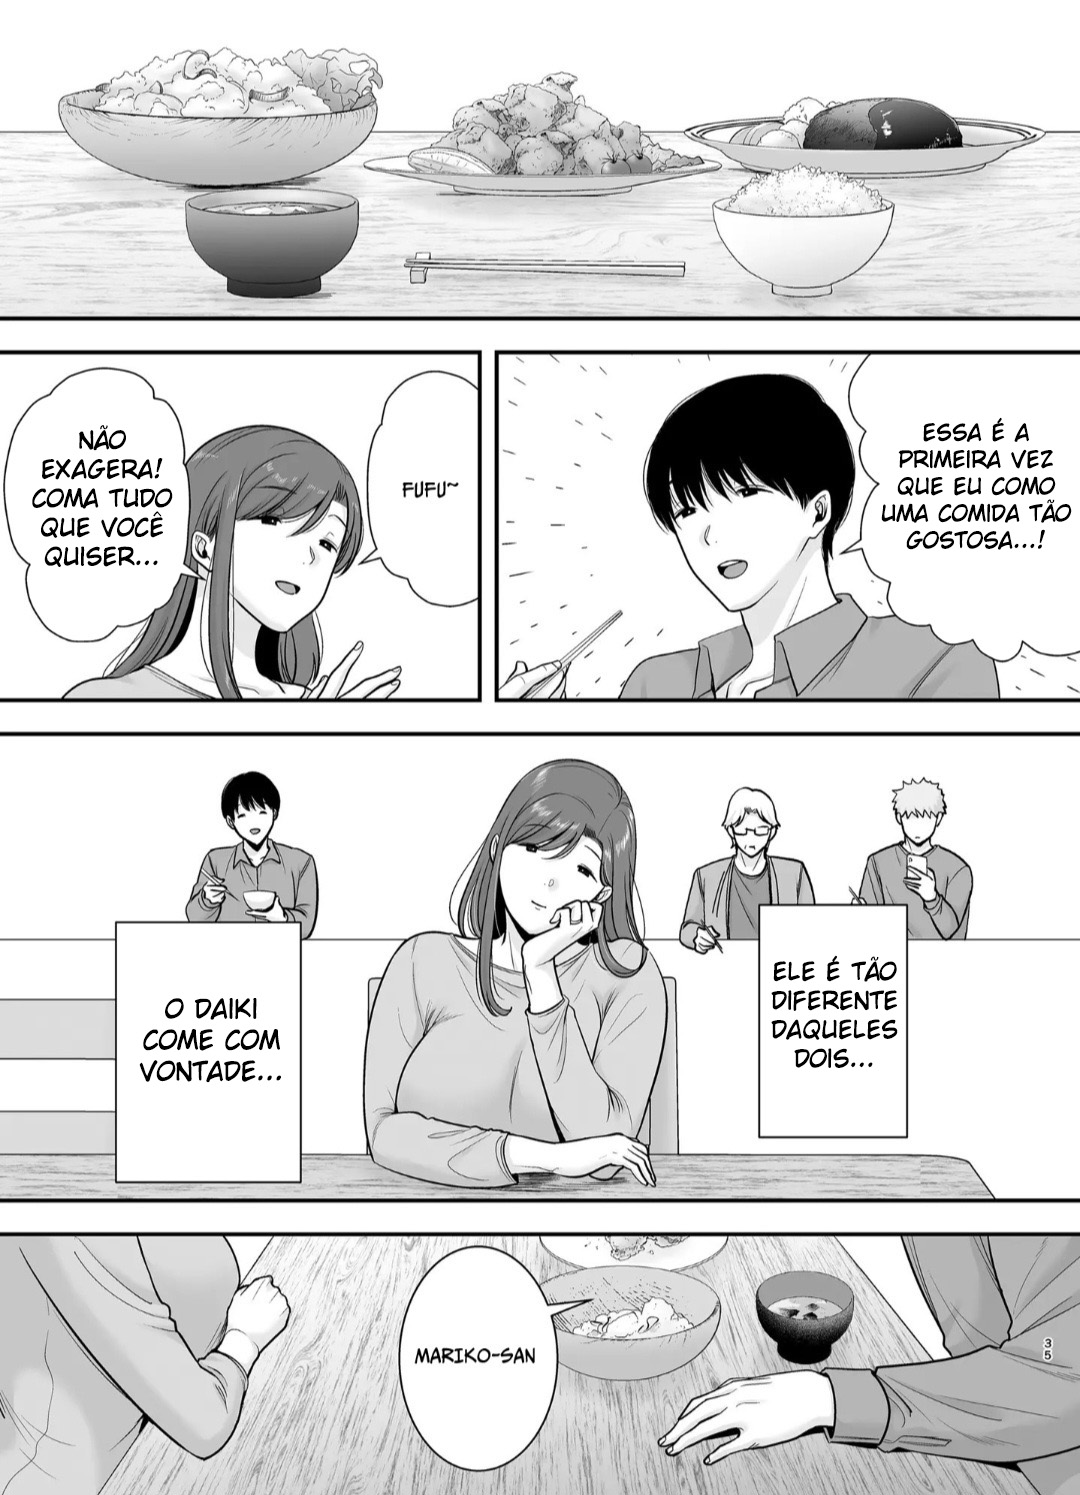 ESSA É A
PRIMEIRA VEZ
QUE EU COMO
UMA COMIDA TÃO
GOSTOSA...!
FUFU~
NÃO
EXAGERA!
COMA TUDO
QUE VOCÊ
QUISER...
ELE É TÃO
DIFERENTE
DAQUELES
DOIS...
O DAIKI
COME COM
VONTADE...
MARIKO-SAN
35